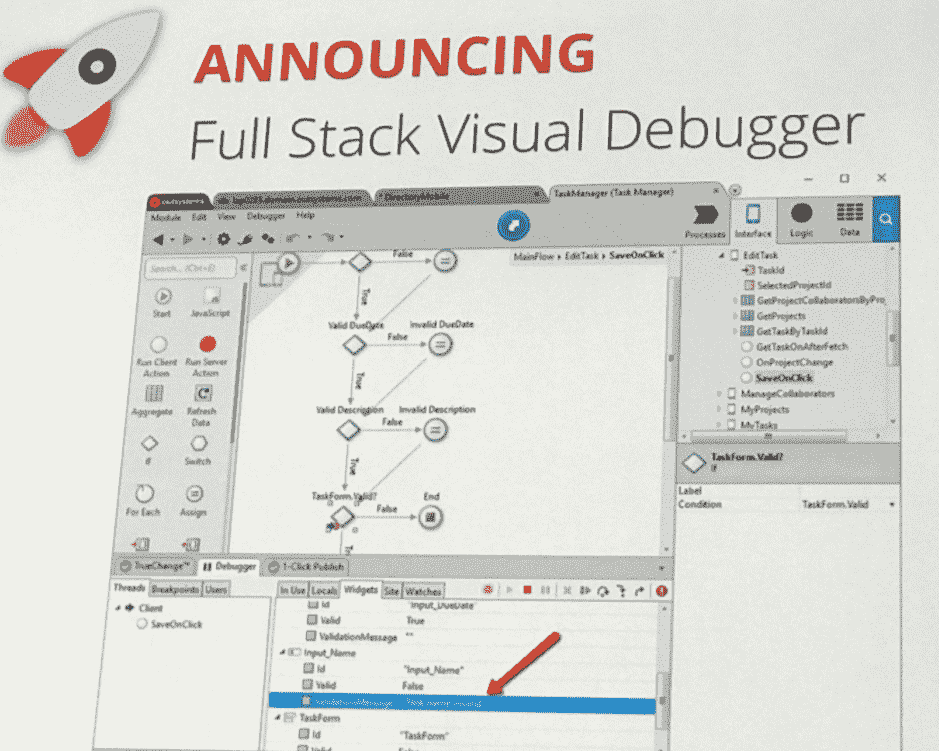 ANNOUNCING
Full Stack Visual Debugger
TaskManager (Task Manager)
Module Edit View Debugger Help
Processes Interface Logic Data
Search... (Ctrl+E)
MainFlow EditTask SaveOnClick
Start JavaScript
Run Client Action
Run Server Action
Aggregate
Refresh Data
If Switch
For Each Assign
False
True
Valid DueDate Invalid DueDate
False
True
Valid Description Invalid Description
False
True
TaskForm.Valid? End
False
EditTask
TaskId
SelectedProjectId
GetProjectCollaboratorsByPro
GetProjects
GetTaskByTaskId
GetTaskOnAfterFetch
OnProjectChange
SaveOnClick
ManageCollaborators
MyProjects
MyTasks
TaskForm.Valid?
If
Label
Condition TaskForm.Valid
TrueChange™ Debugger 1-Click Publish
Threads Breakpoints Users
Client
SaveOnClick
In Use Locals Widgets Site Watches
Id "Input_DueDate"
Valid True
ValidationMessage ""
Input_Name
Id "Input_Name"
Valid False
TaskForm
Id "TaskForm"
Valid